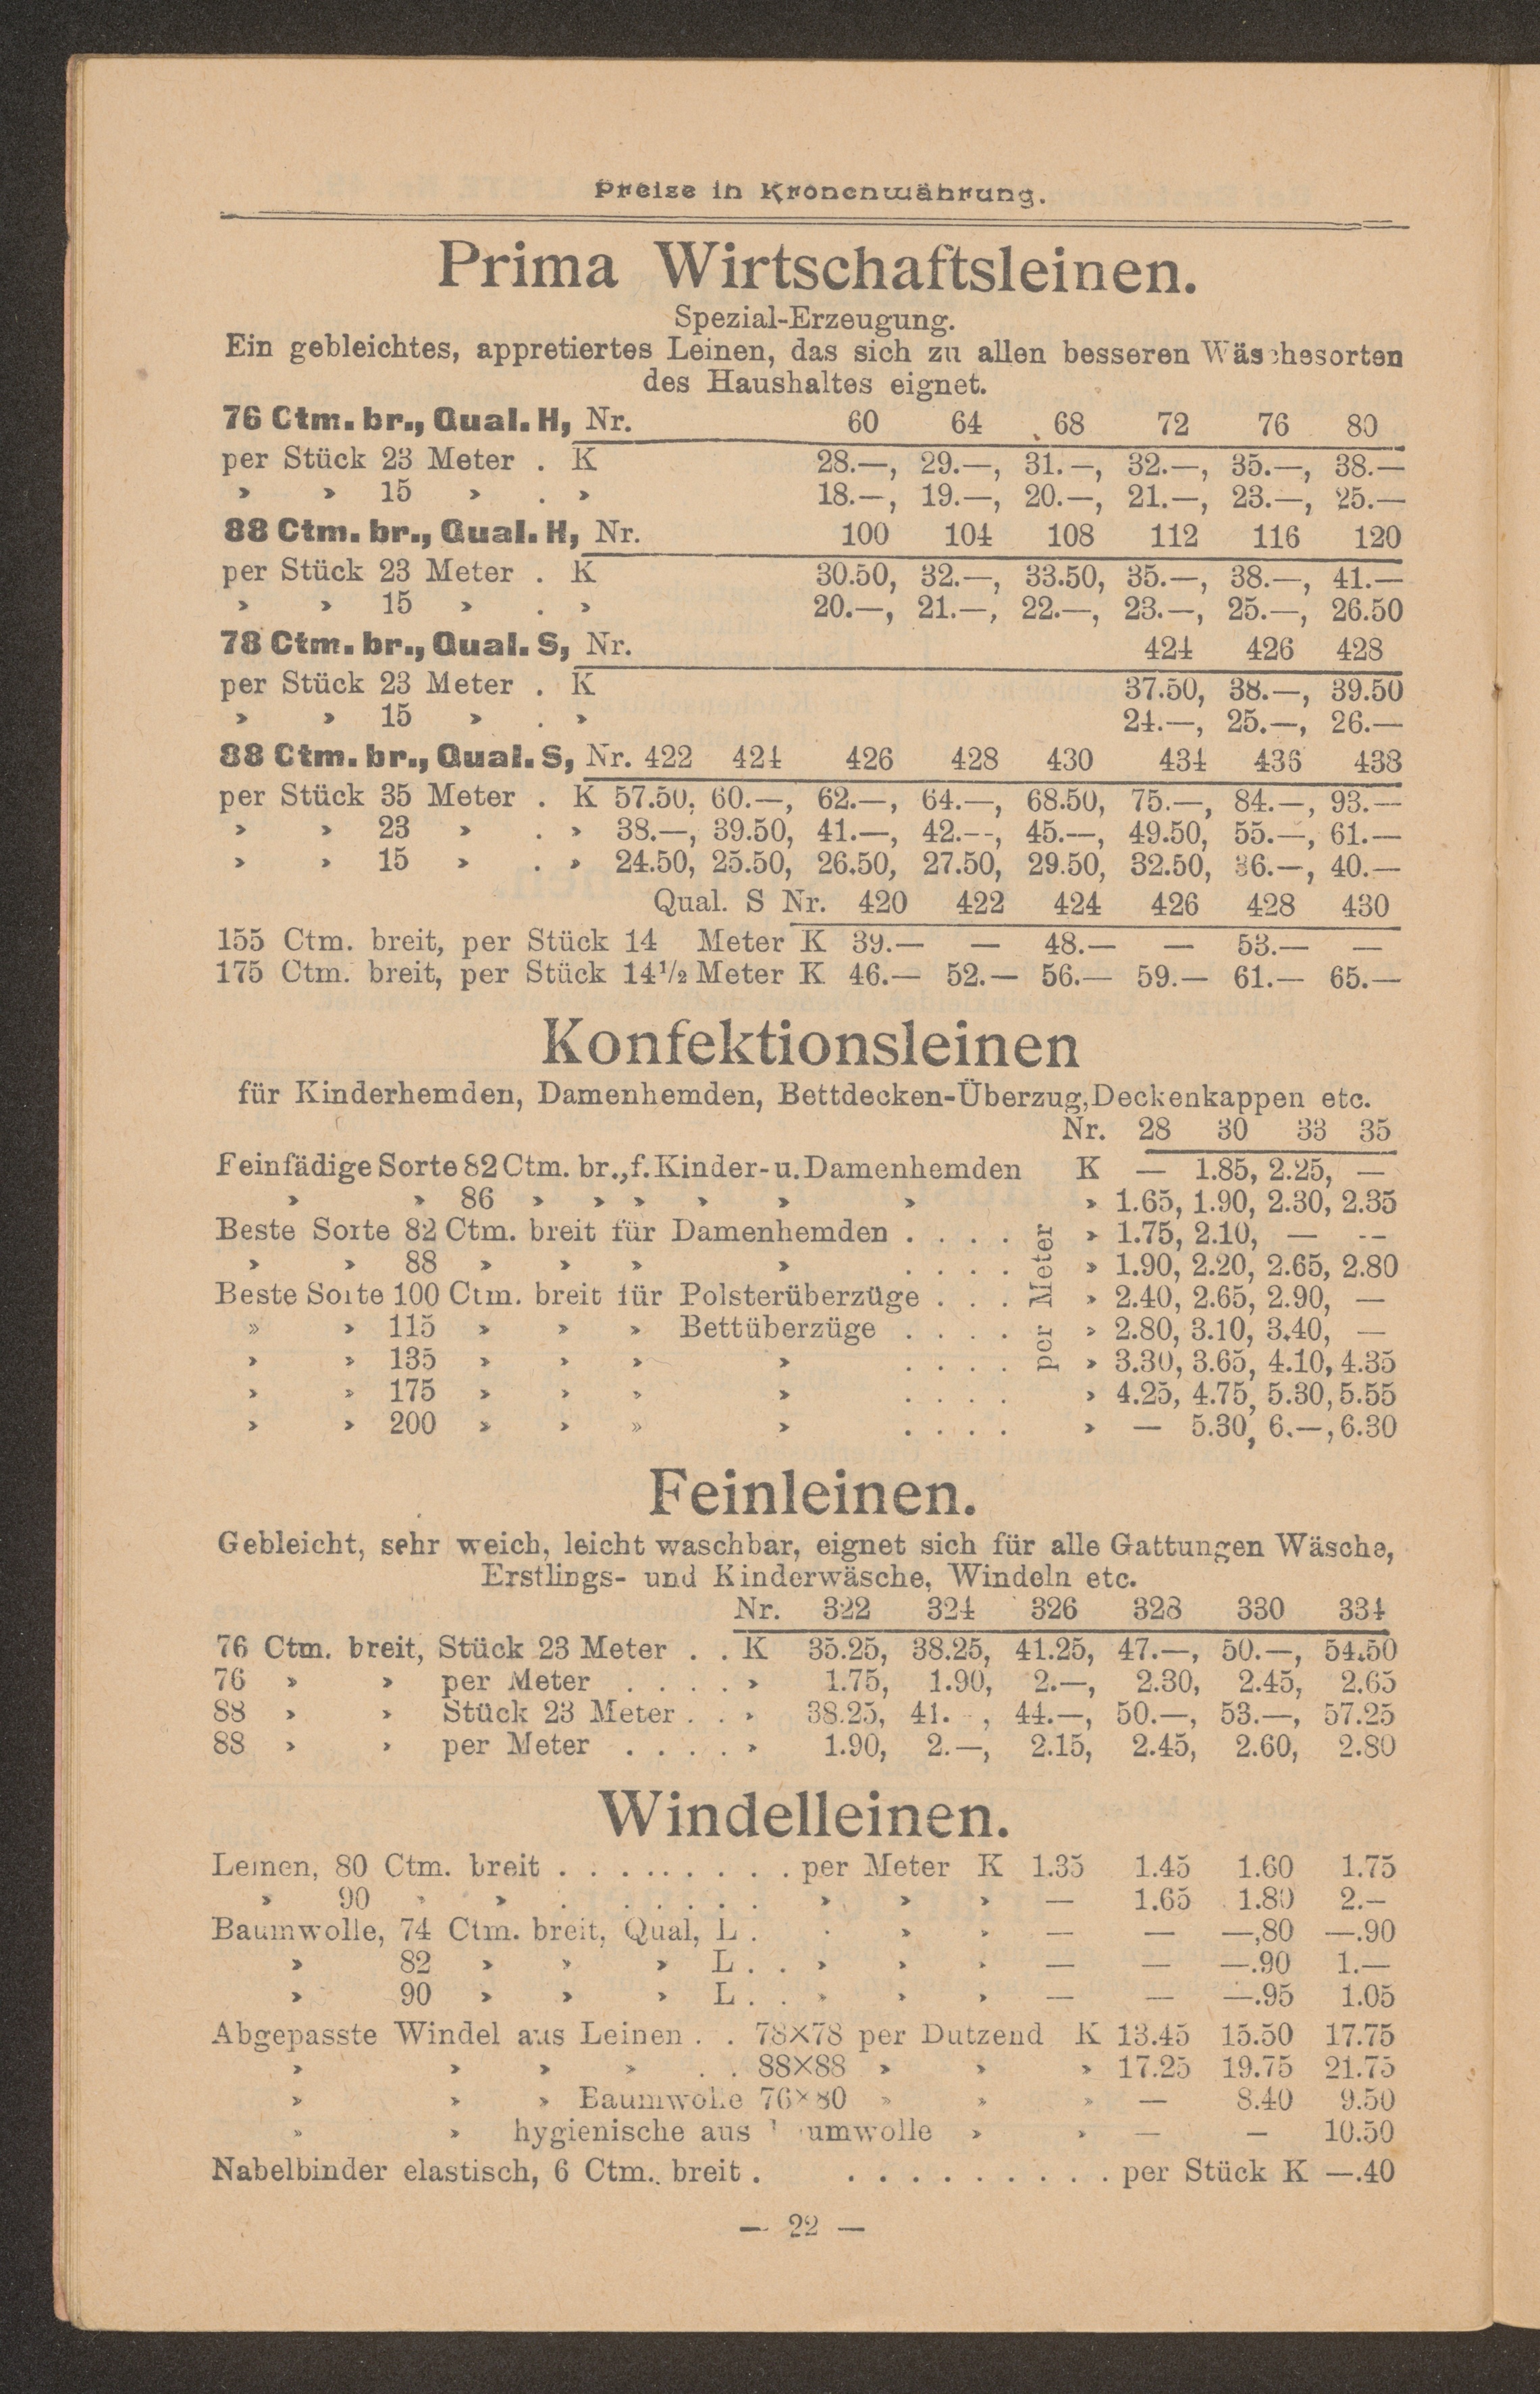 Preise in Kronenwährung.
Prima Wirtschaftsleinen.
Spezial-Erzeugung.
Ein gebleichtes, appretiertes Leinen, das sich zu allen besseren Wäschesorten
des Haushaltes eignet.
76 Ctm. br., Qual. H, Nr. 60 64 68 72 76 80
per Stück 23 Meter . K 28.—, 29.—, 31.—, 32.—, 35.—, 38.—
» » 15 » . » 18.—, 19.—, 20.—, 21.—, 23.—, 25.—
88 Ctm. br., Qual. H, Nr. 100 104 108 112 116 120
per Stück 23 Meter . K 30.50, 32.—, 33.50, 35.—, 38.—, 41.—
» » 15 » . » 20.—, 21.—, 22.—, 23.—, 25.—, 26.50
78 Ctm. br., Qual. S, Nr. 424 426 428
per Stück 23 Meter . K 37.50, 38.—, 39.50
» » 15 » . » 24.—, 25.—, 26.—
88 Ctm. br., Qual. S, Nr. 422 424 426 428 430 434 436 438
per Stück 35 Meter . K 57.50, 60.—, 62.—, 64.—, 68.50, 75.—, 84.—, 93.—
» » 23 » . » 38.—, 39.50, 41.—, 42.--, 45.—, 49.50, 55.—, 61.—
» » 15 » . » 24.50, 25.50, 26.50, 27.50, 29.50, 32.50, 36.—, 40.—
Qual. S Nr. 420 422 424 426 428 430
155 Ctm. breit, per Stück 14 Meter K 39.— — 48.— — 53.— —
175 Ctm. breit, per Stück 14½ Meter K 46.— 52.— 56.— 59.— 61.— 65.—
Konfektionsleinen
für Kinderhemden, Damenhemden, Bettdecken-Überzug, Deckenkappen etc.
Nr. 28 30 33 35
Feinfädige Sorte 82 Ctm. br., f. Kinder- u. Damenhemden K — 1.85, 2.25, —
» » 86 » » » » » » » 1.65, 1.90, 2.30, 2.35
Beste Sorte 82 Ctm. breit für Damenhemden . . . . » 1.75, 2.10, — --
» » 88 » » » » . . . . » 1.90, 2.20, 2.65, 2.80
Beste Sorte 100 Ctm. breit für Polsterüberzüge . . . » 2.40, 2.65, 2.90, —
» » 115 » » » Bettüberzüge . . . . » 2.80, 3.10, 3.40, —
» » 135 » » » » . . . . » 3.30, 3.65, 4.10, 4.35
» » 175 » » » » . . . . » 4.25, 4.75, 5.30, 5.55
» » 200 » » » » . . . . » — 5.30, 6.—, 6.30
per Meter
Feinleinen.
Gebleicht, sehr weich, leicht waschbar, eignet sich für alle Gattungen Wäsche,
Erstlings- und Kinderwäsche, Windeln etc.
Nr. 322 324 326 328 330 334
76 Ctm. breit, Stück 23 Meter . . K 35.25, 38.25, 41.25, 47.—, 50.—, 54.50
76 » » per Meter . . . . » 1.75, 1.90, 2.—, 2.30, 2.45, 2.65
88 » » Stück 23 Meter . . » 38.25, 41. - , 44.—, 50.—, 53.—, 57.25
88 » » per Meter . . . . » 1.90, 2.—, 2.15, 2.45, 2.60, 2.80
Windelleinen.
Leinen, 80 Ctm. breit . . . . . . . . . per Meter K 1.35 1.45 1.60 1.75
» 90 » » . . . . . . . » » » — 1.65 1.80 2.–
Baumwolle, 74 Ctm. breit, Qual, L . . » » — — —,80 —.90
» 82 » » » L . . » » » — — —.90 1.—
» 90 » » » L . . » » » — — —.95 1.05
Abgepasste Windel aus Leinen . . 78×78 per Dutzend K 13.45 15.50 17.75
» » » » . . 88×88 » » » 17.25 19.75 21.75
» » » Baumwolle 76×80 » » » — 8.40 9.50
» » hygienische aus Baumwolle » » — – 10.50
Nabelbinder elastisch, 6 Ctm. breit . . . . . . . . . . per Stück K —.40
— 22 —